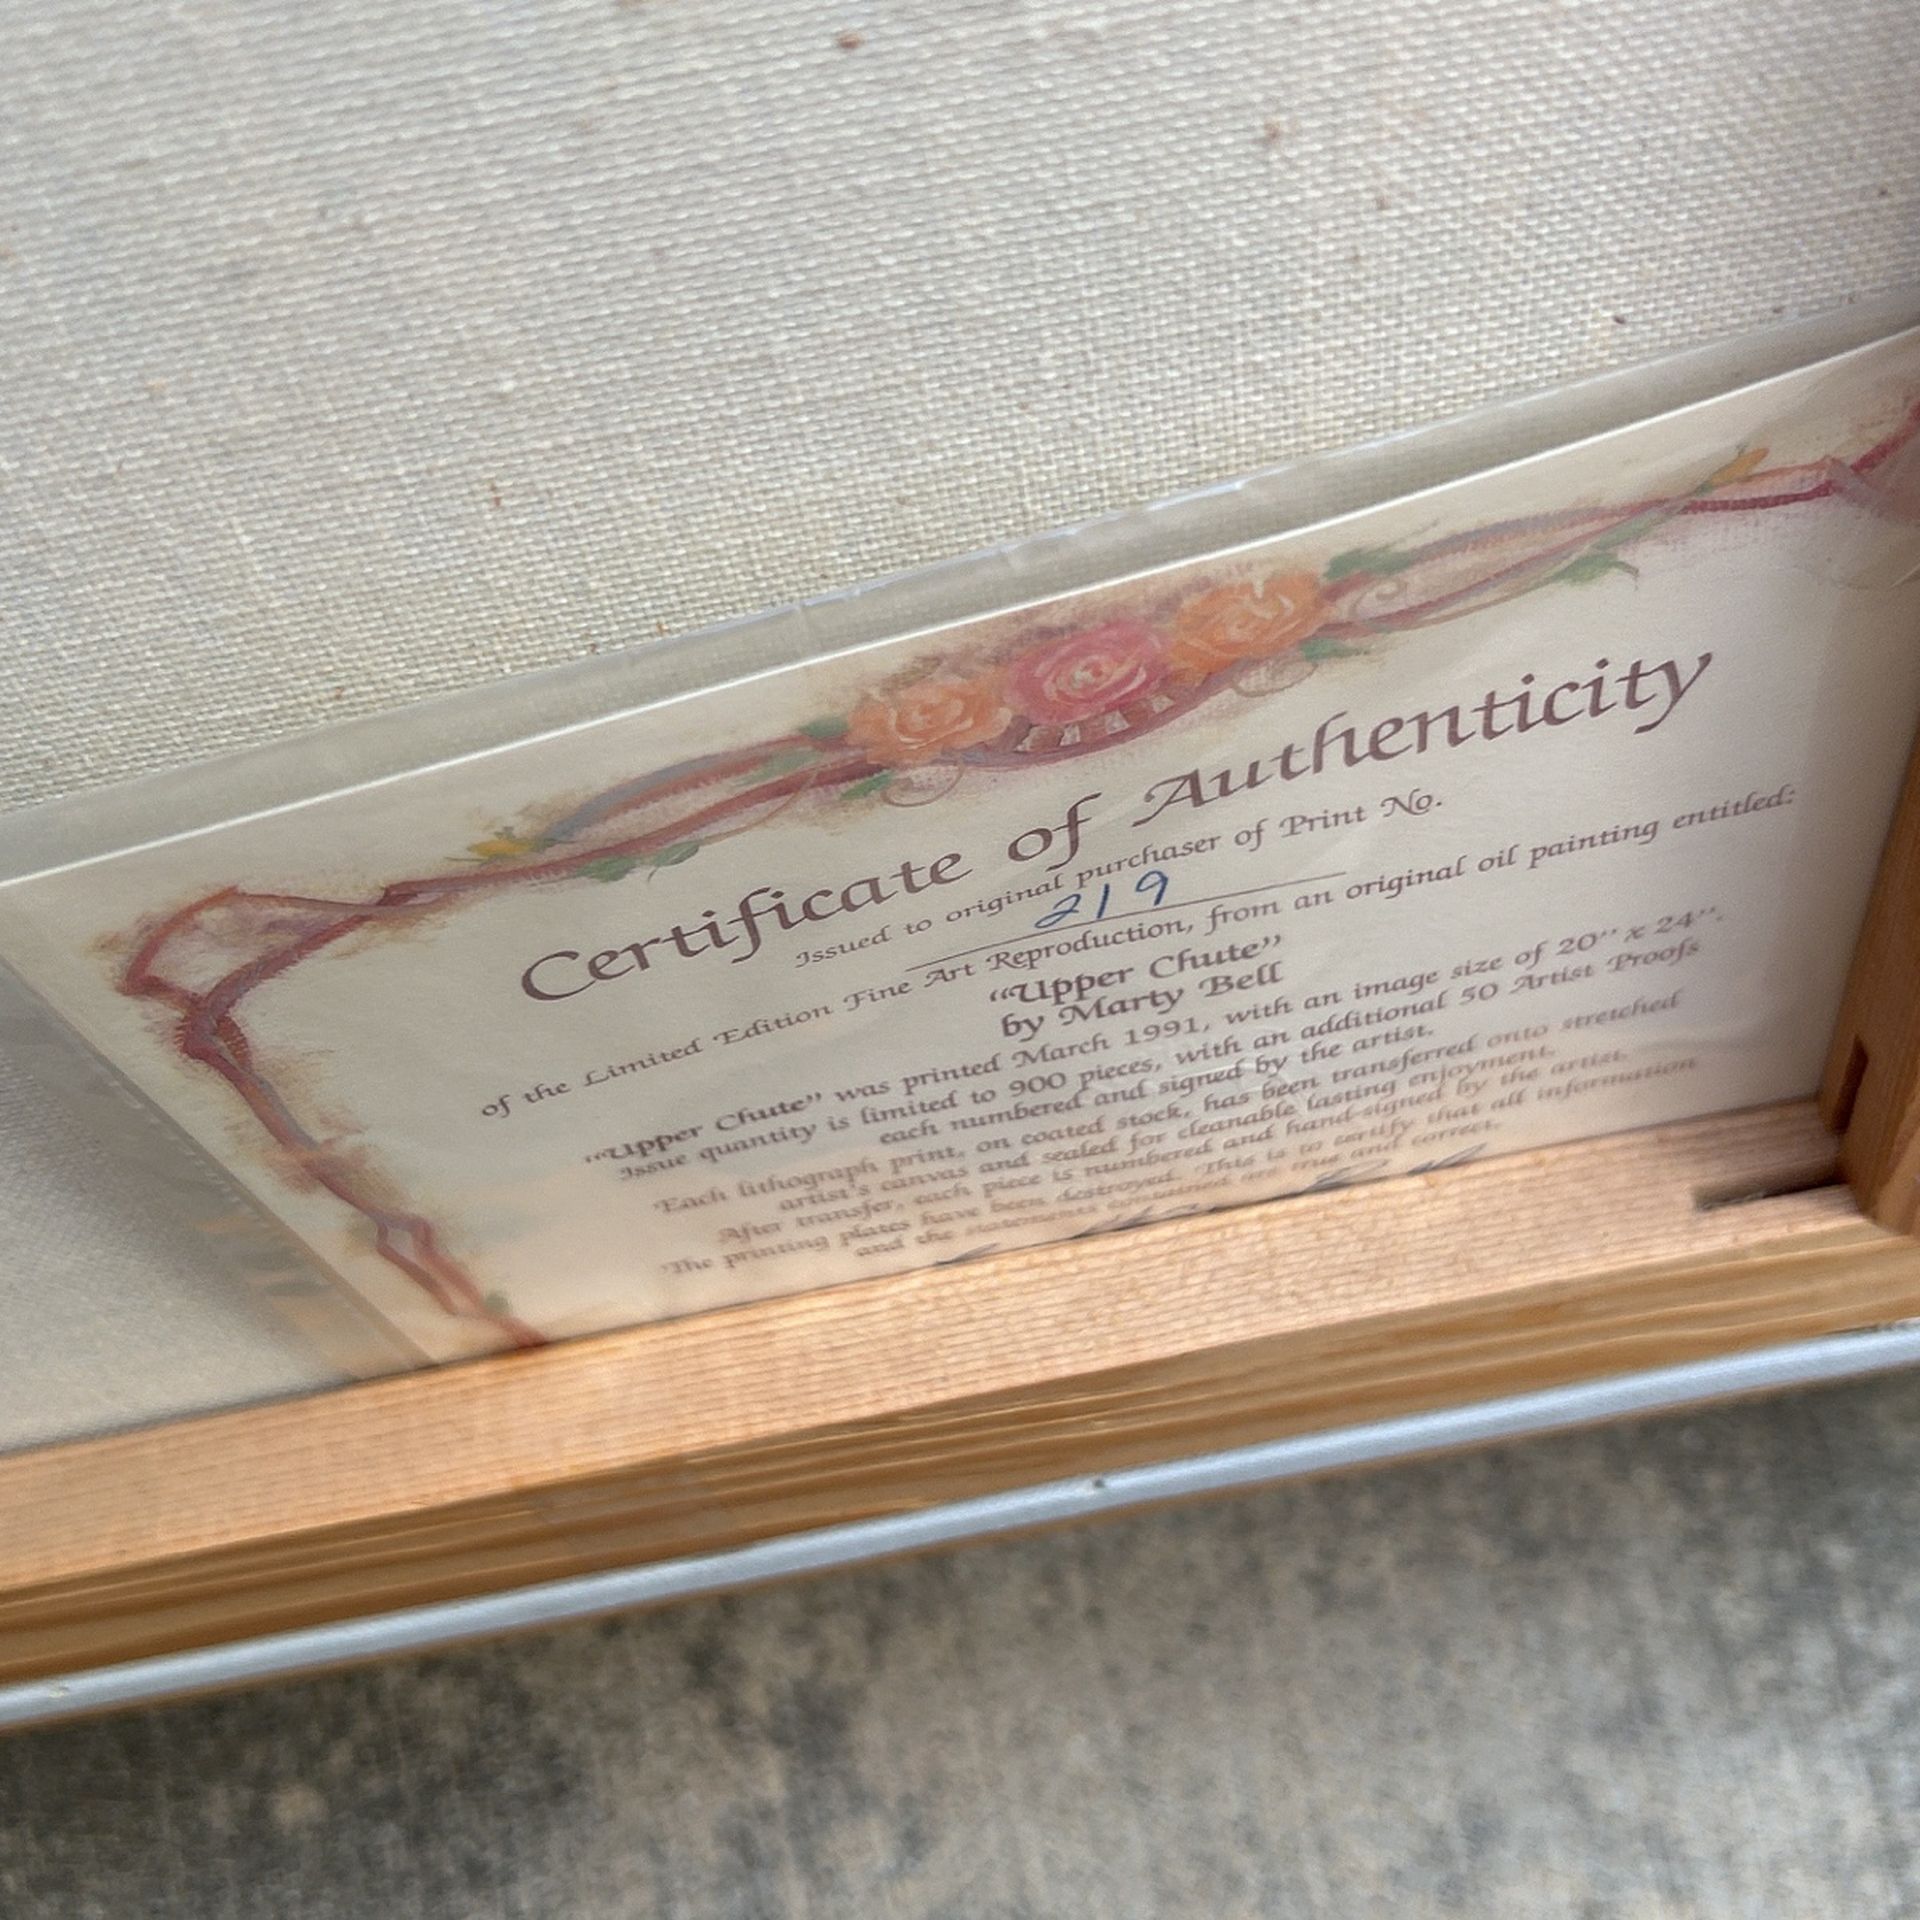 Certificate of Authenticity
Issued to original purchaser of Print No.
219
of the Limited Edition Fine Art Reproduction, from an original oil painting entitled:
“Upper Chute”
by Marty Bell
“Upper Chute” was printed March 1991, with an image size of 20” x 24”.
Issue quantity is limited to 900 pieces, with an additional 50 Artist Proofs
each numbered and signed by the artist.
Each lithograph print, on coated stock, has been transferred onto stretched
artist's canvas and sealed for cleanable lasting enjoyment.
After transfer, each piece is numbered and hand-signed by the artist.
The printing plates have been destroyed. This is to certify that all information
and the statements contained are true and correct.